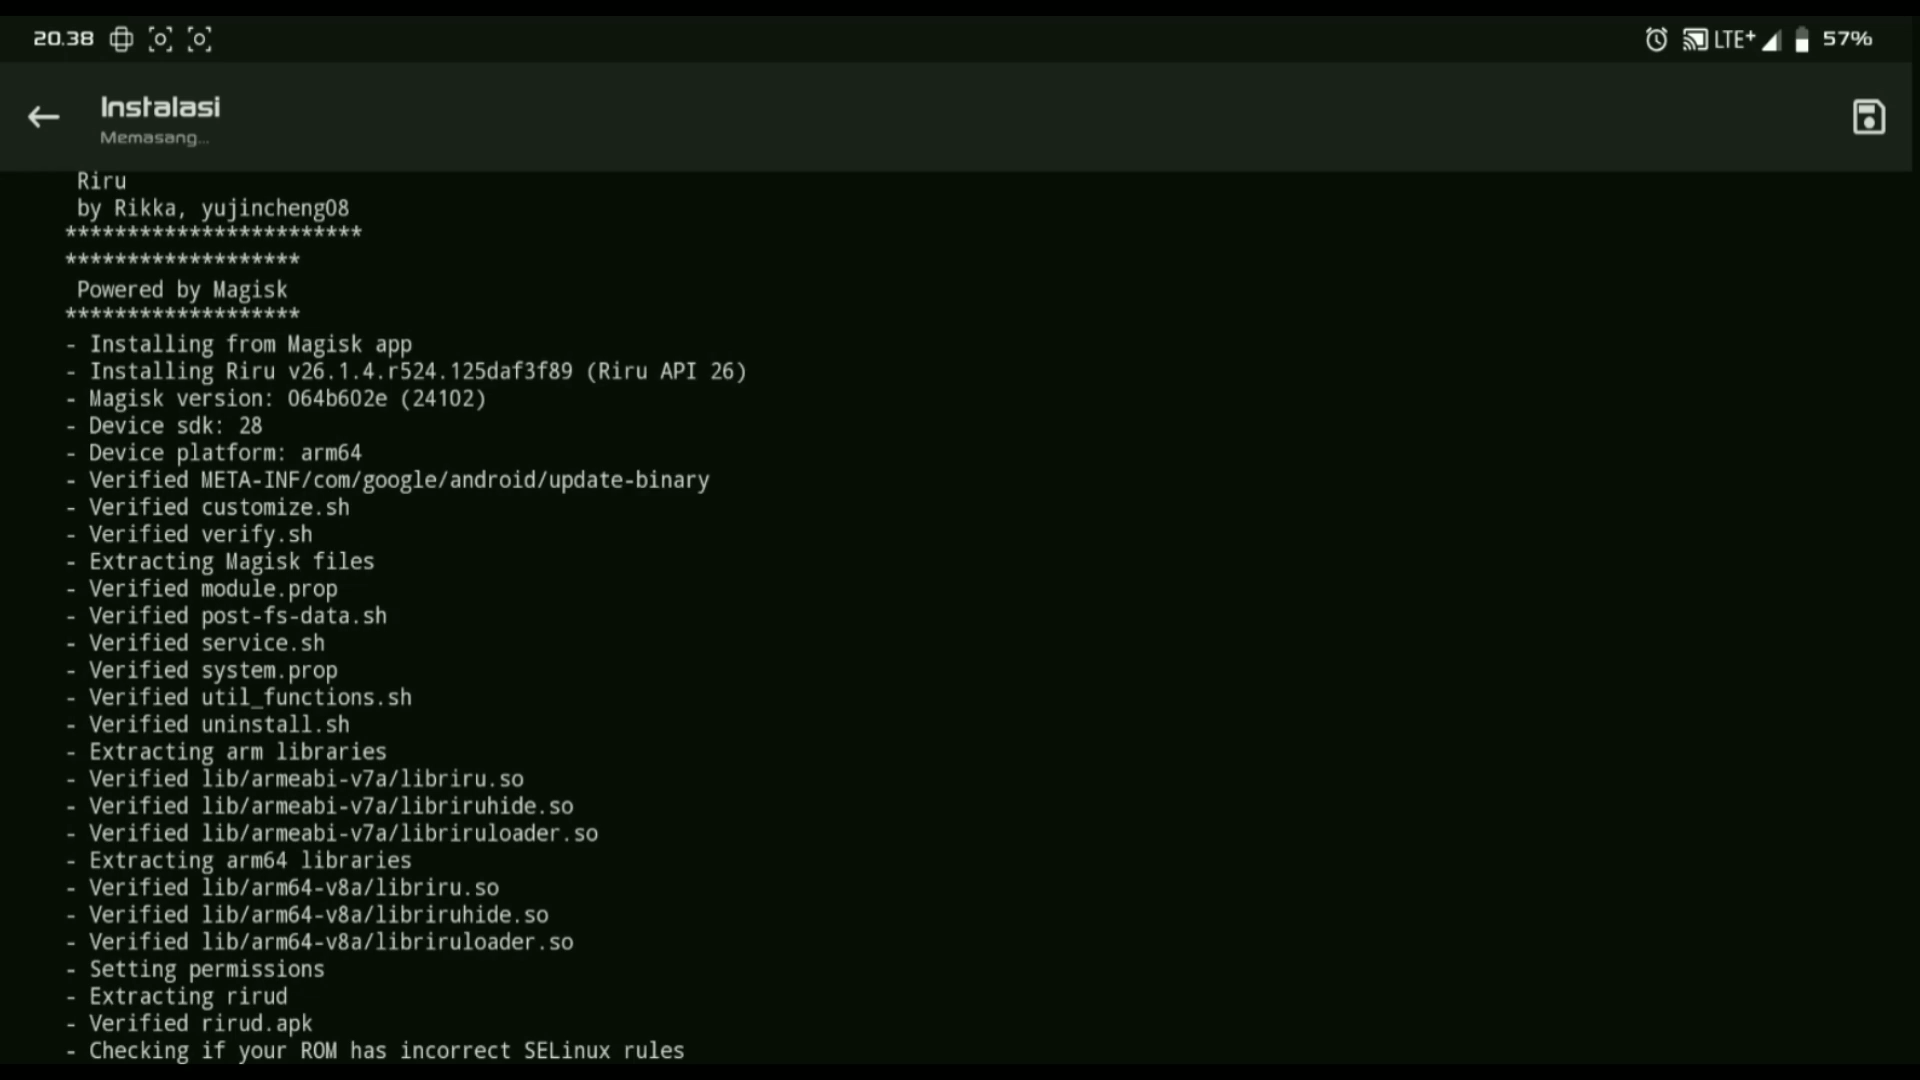 20.38
LTE+ 57%
Instalasi
Memasang...
Riru
by Rikka, yujincheng08
************************
*******************
Powered by Magisk
*******************
- Installing from Magisk app
- Installing Riru v26.1.4.r524.125daf3f89 (Riru API 26)
- Magisk version: 064b602e (24102)
- Device sdk: 28
- Device platform: arm64
- Verified META-INF/com/google/android/update-binary
- Verified customize.sh
- Verified verify.sh
- Extracting Magisk files
- Verified module.prop
- Verified post-fs-data.sh
- Verified service.sh
- Verified system.prop
- Verified util_functions.sh
- Verified uninstall.sh
- Extracting arm libraries
- Verified lib/armeabi-v7a/libriru.so
- Verified lib/armeabi-v7a/libriruhide.so
- Verified lib/armeabi-v7a/libriruloader.so
- Extracting arm64 libraries
- Verified lib/arm64-v8a/libriru.so
- Verified lib/arm64-v8a/libriruhide.so
- Verified lib/arm64-v8a/libriruloader.so
- Setting permissions
- Extracting rirud
- Verified rirud.apk
- Checking if your ROM has incorrect SELinux rules